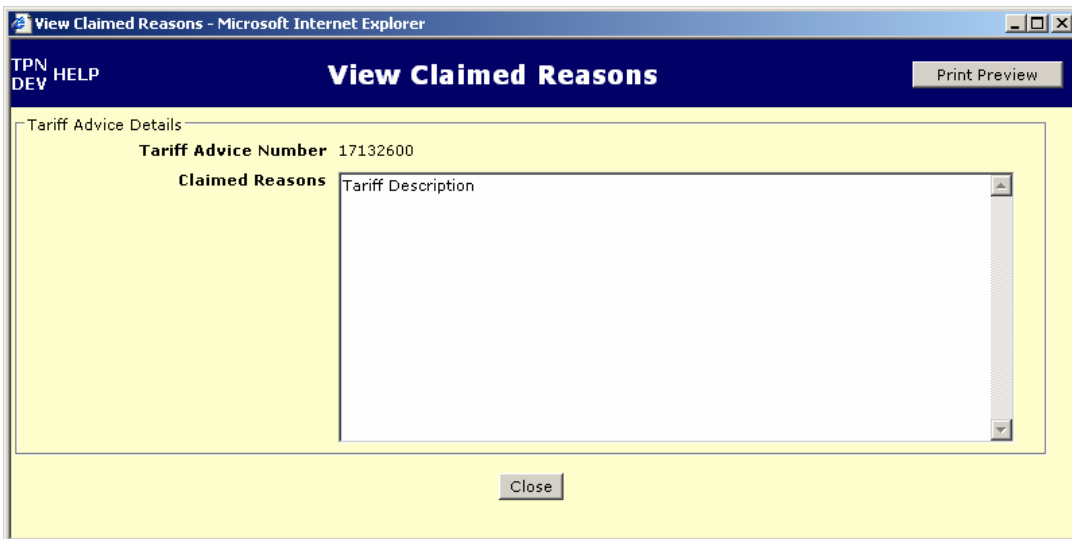 View Claimed Reasons - Microsoft Internet Explorer
TPN
DEV HELP
View Claimed Reasons
Print Preview
Tariff Advice Details
Tariff Advice Number 17132600
Claimed Reasons Tariff Description
Close